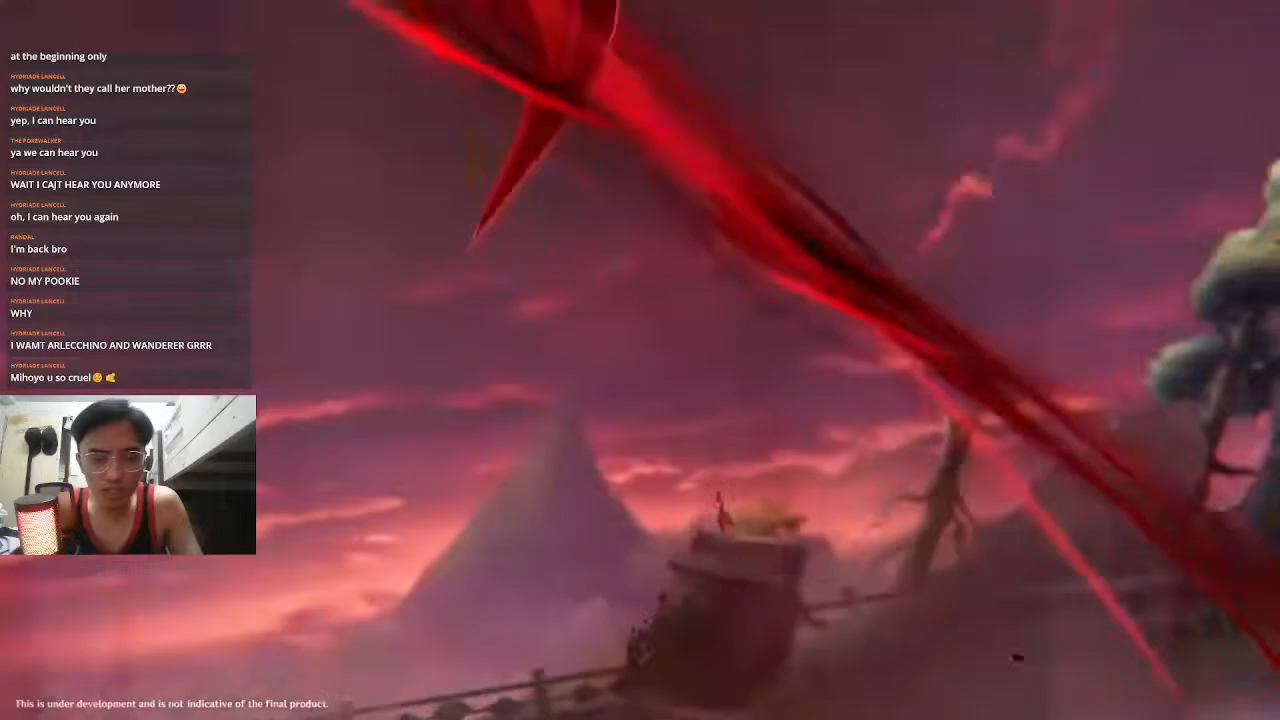 at the beginning only
HYDRIADE LANCELL
why wouldn't they call her mother??😅
HYDRIADE LANCELL
yep, I can hear you
THE POKEWALKER
ya we can hear you
HYDRIADE LANCELL
WAIT I CAJT HEAR YOU ANYMORE
HYDRIADE LANCELL
oh, I can hear you again
RANDAL
I'm back bro
HYDRIADE LANCELL
NO MY POOKIE
HYDRIADE LANCELL
WHY
HYDRIADE LANCELL
I WAMT ARLECCHINO AND WANDERER GRRR
HYDRIADE LANCELL
Mihoyo u so cruel
This is under development and is not indicative of the final product.